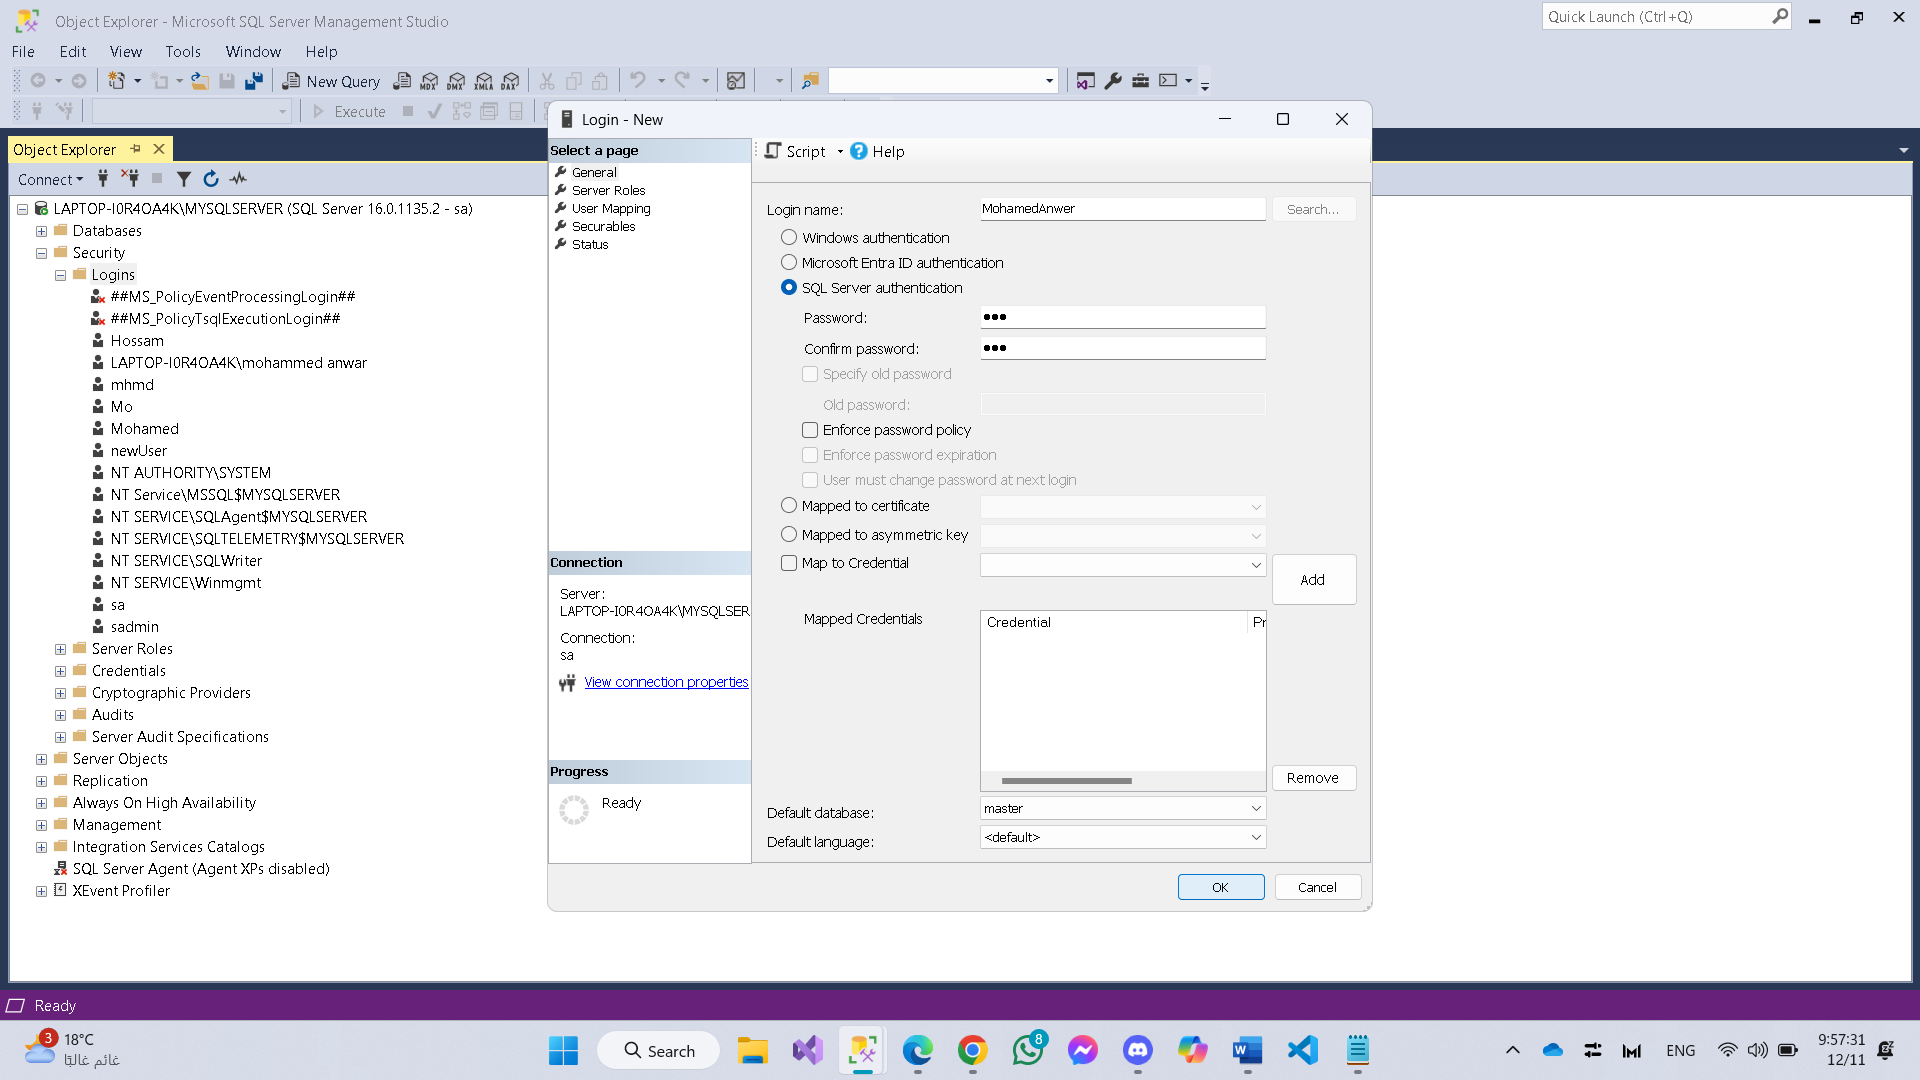 Object Explorer - Microsoft SQL Server Management Studio
Quick Launch (Ctrl+Q)
File Edit View Tools Window Help
New Query MDX DMX XMLA DAX
Execute
Object Explorer
Connect
LAPTOP-I0R4OA4K\MYSQLSERVER (SQL Server 16.0.1135.2 - sa)
Databases
Security
Logins
##MS_PolicyEventProcessingLogin##
##MS_PolicyTsqlExecutionLogin##
Hossam
LAPTOP-I0R4OA4K\mohammed anwar
mhmd
Mo
Mohamed
newUser
NT AUTHORITY\SYSTEM
NT Service\MSSQL$MYSQLSERVER
NT SERVICE\SQLAgent$MYSQLSERVER
NT SERVICE\SQLTELEMETRY$MYSQLSERVER
NT SERVICE\SQLWriter
NT SERVICE\Winmgmt
sa
sadmin
Server Roles
Credentials
Cryptographic Providers
Audits
Server Audit Specifications
Server Objects
Replication
Always On High Availability
Management
Integration Services Catalogs
SQL Server Agent (Agent XPs disabled)
XEvent Profiler
Login - New
Select a page
General
Server Roles
User Mapping
Securables
Status
Connection
Server:
LAPTOP-I0R4OA4K\MYSQLSER
Connection:
sa
View connection properties
Progress
Ready
Script Help
Login name: MohamedAnwer Search...
Windows authentication
Microsoft Entra ID authentication
SQL Server authentication
Password: ●●●
Confirm password: ●●●
Specify old password
Old password:
Enforce password policy
Enforce password expiration
User must change password at next login
Mapped to certificate
Mapped to asymmetric key
Map to Credential Add
Mapped Credentials Credential Pr
Remove
Default database: master
Default language: <default>
OK Cancel
Ready
3 18°C
غائم غالبًا
Search
8
ENG
9:57:31
12/11